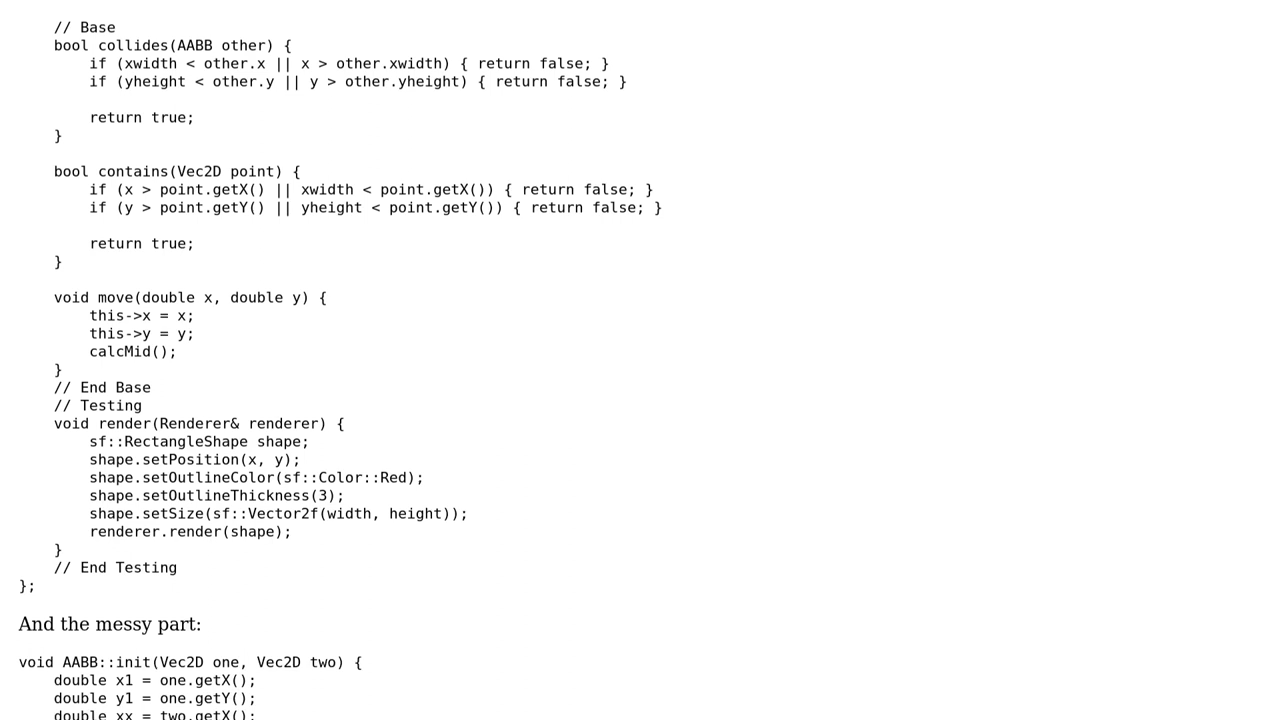 // Base
bool collides(AABB other) {
if (xwidth < other.x || x > other.xwidth) { return false; }
if (yheight < other.y || y > other.yheight) { return false; }
return true;
}
bool contains(Vec2D point) {
if (x > point.getX() || xwidth < point.getX()) { return false; }
if (y > point.getY() || yheight < point.getY()) { return false; }
return true;
}
void move(double x, double y) {
this->x = x;
this->y = y;
calcMid();
}
// End Base
// Testing
void render(Renderer& renderer) {
sf::RectangleShape shape;
shape.setPosition(x, y);
shape.setOutlineColor(sf::Color::Red);
shape.setOutlineThickness(3);
shape.setSize(sf::Vector2f(width, height));
renderer.render(shape);
}
// End Testing
};
And the messy part:
void AABB::init(Vec2D one, Vec2D two) {
double x1 = one.getX();
double y1 = one.getY();
double xx = two.getX();